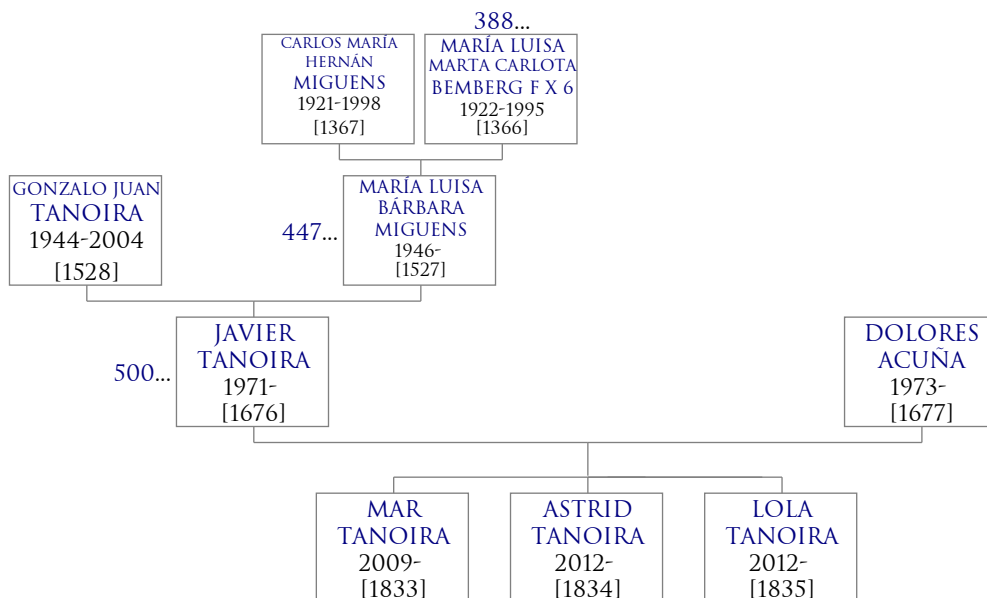 388...
CARLOS MARÍA
HERNÁN
MIGUENS
1921-1998
[1367]
MARÍA LUISA
MARTA CARLOTA
BEMBERG F X 6
1922-1995
[1366]
GONZALO JUAN
TANOIRA
1944-2004
[1528]
447...
MARÍA LUISA
BÁRBARA
MIGUENS
1946-
[1527]
500...
JAVIER
TANOIRA
1971-
[1676]
DOLORES
ACUÑA
1973-
[1677]
MAR
TANOIRA
2009-
[1833]
ASTRID
TANOIRA
2012-
[1834]
LOLA
TANOIRA
2012-
[1835]